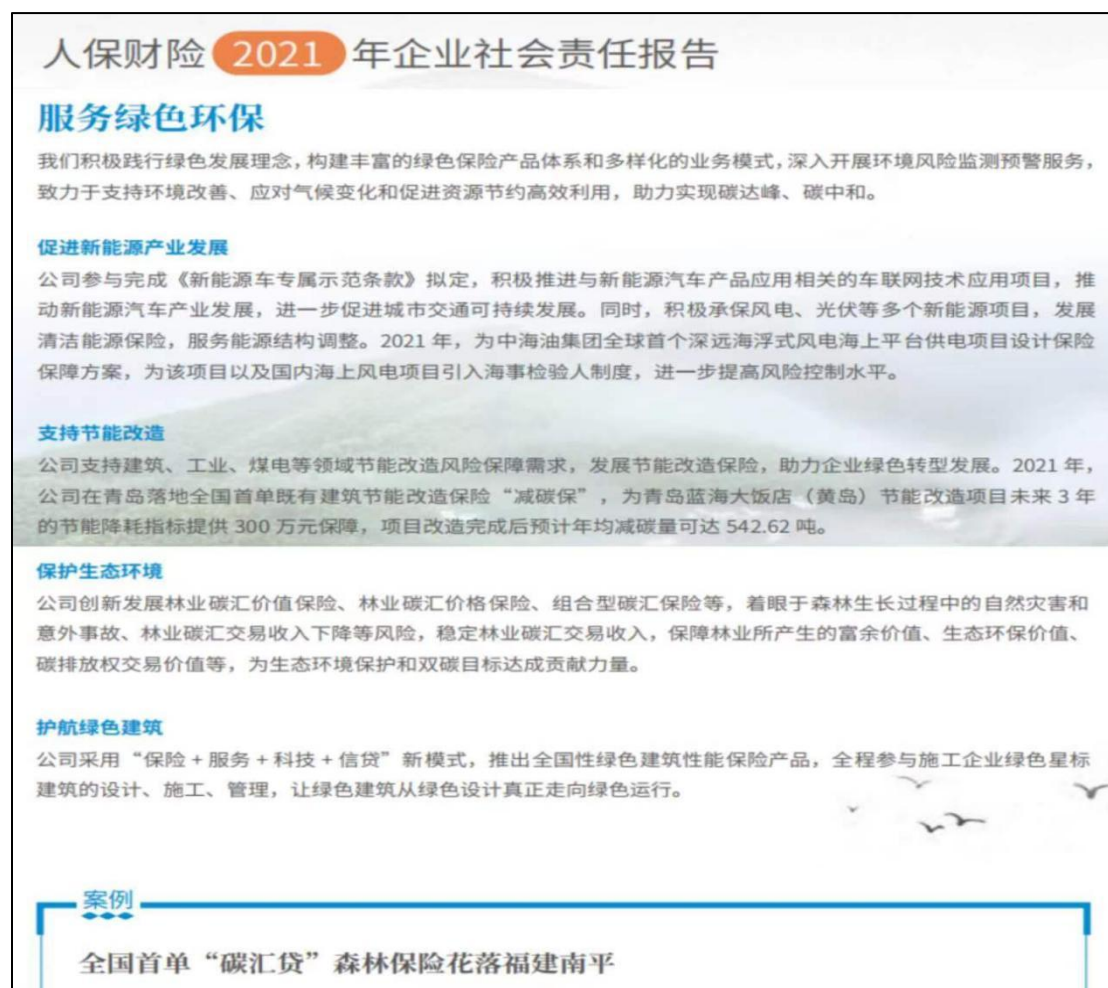 人保财险 2021 年企业社会责任报告
服务绿色环保
我们积极践行绿色发展理念，构建丰富的绿色保险产品体系和多样化的业务模式，深入开展环境风险监测预警服务，
致力于支持环境改善、应对气候变化和促进资源节约高效利用，助力实现碳达峰、碳中和。
促进新能源产业发展
公司参与完成《新能源车专属示范条款》拟定，积极推进与新能源汽车产品应用相关的车联网技术应用项目，推
动新能源汽车产业发展，进一步促进城市交通可持续发展。同时，积极承保风电、光伏等多个新能源项目，发展
清洁能源保险，服务能源结构调整。2021 年，为中海油集团全球首个深远海浮式风电海上平台供电项目设计保险
保障方案，为该项目以及国内海上风电项目引入海事检验人制度，进一步提高风险控制水平。
支持节能改造
公司支持建筑、工业、煤电等领域节能改造风险保障需求，发展节能改造保险，助力企业绿色转型发展。2021 年，
公司在青岛落地全国首单既有建筑节能改造保险“减碳保”，为青岛蓝海大饭店（黄岛）节能改造项目未来 3 年
的节能降耗指标提供 300 万元保障，项目改造完成后预计年均减碳量可达 542.62 吨。
保护生态环境
公司创新发展林业碳汇价值保险、林业碳汇价格保险、组合型碳汇保险等，着眼于森林生长过程中的自然灾害和
意外事故、林业碳汇交易收入下降等风险，稳定林业碳汇交易收入，保障林业所产生的富余价值、生态环保价值、
碳排放权交易价值等，为生态环境保护和双碳目标达成贡献力量。
护航绿色建筑
公司采用“保险 + 服务 + 科技 + 信贷”新模式，推出全国性绿色建筑性能保险产品，全程参与施工企业绿色星标
建筑的设计、施工、管理，让绿色建筑从绿色设计真正走向绿色运行。
案例
全国首单“碳汇贷”森林保险花落福建南平